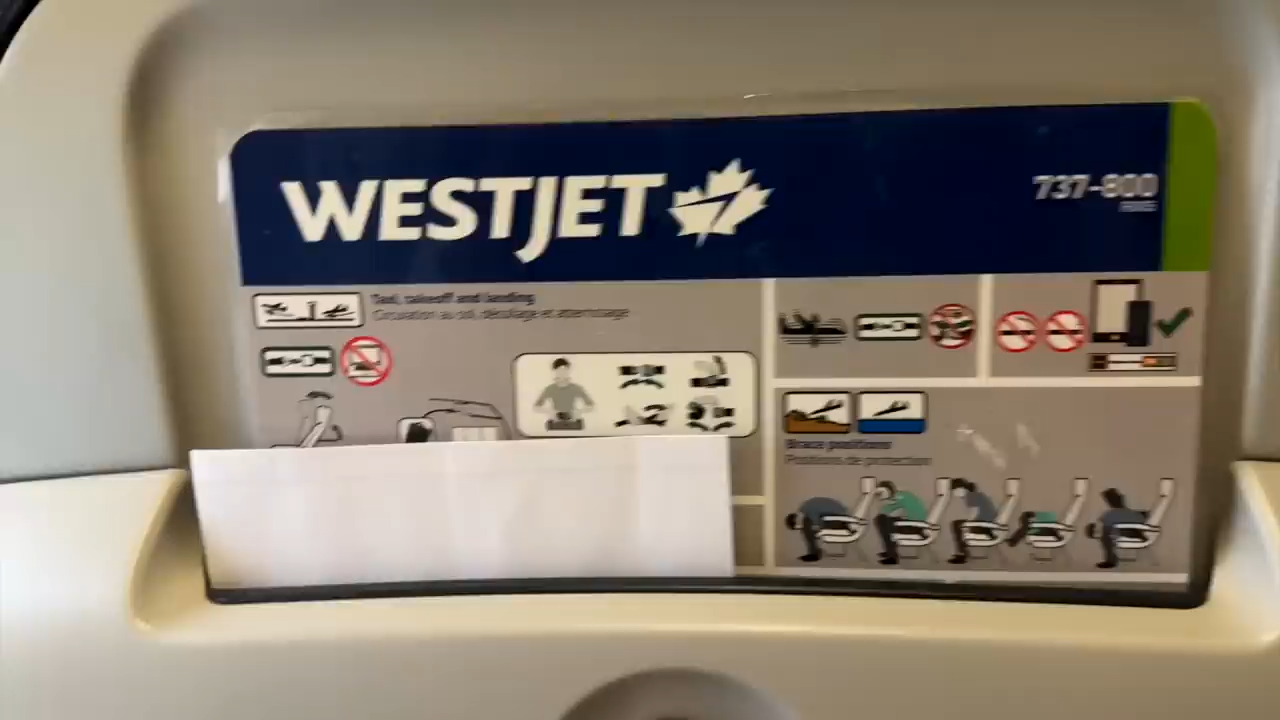 WESTJET
737-800
Taxi, takeoff and landing
Circulation au sol, décollage et atterrissage
Brace positions
Positions de protection